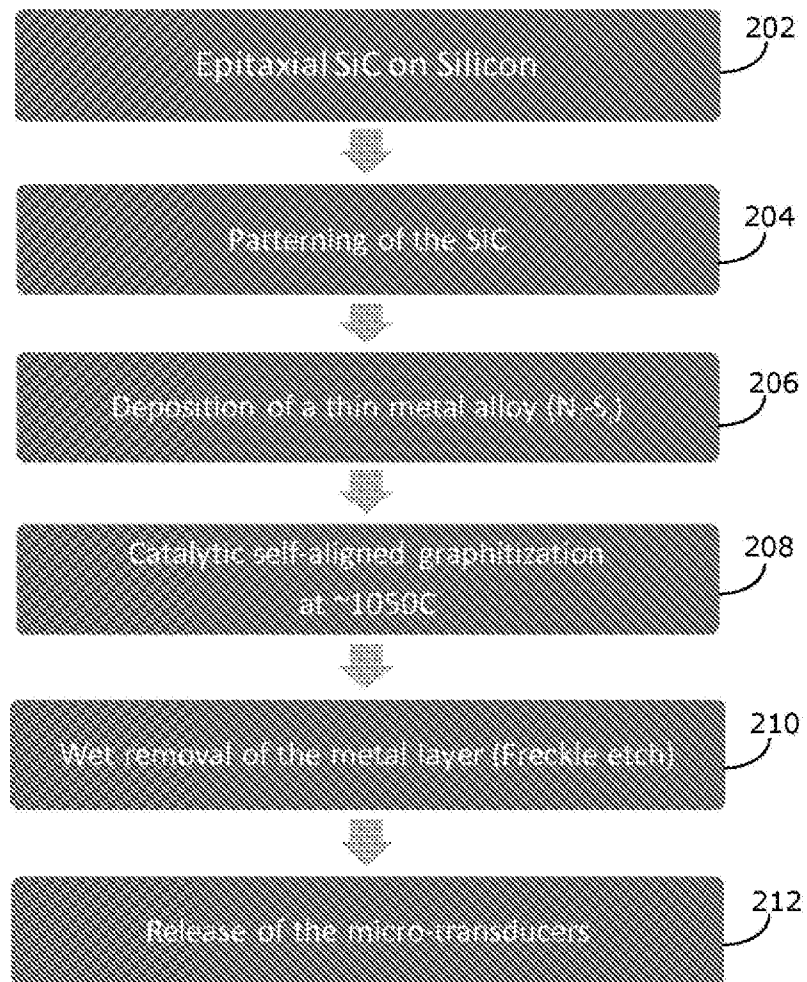 Epitaxial SiC on Silicon
202
Patterning of the SiC
204
Deposition of a thin metal alloy
206
Catalytic self-aligned graphitization
at ~1050C
208
Wet removal of the metal layer (Freckle etch)
210
Release of the micro-transducers
212